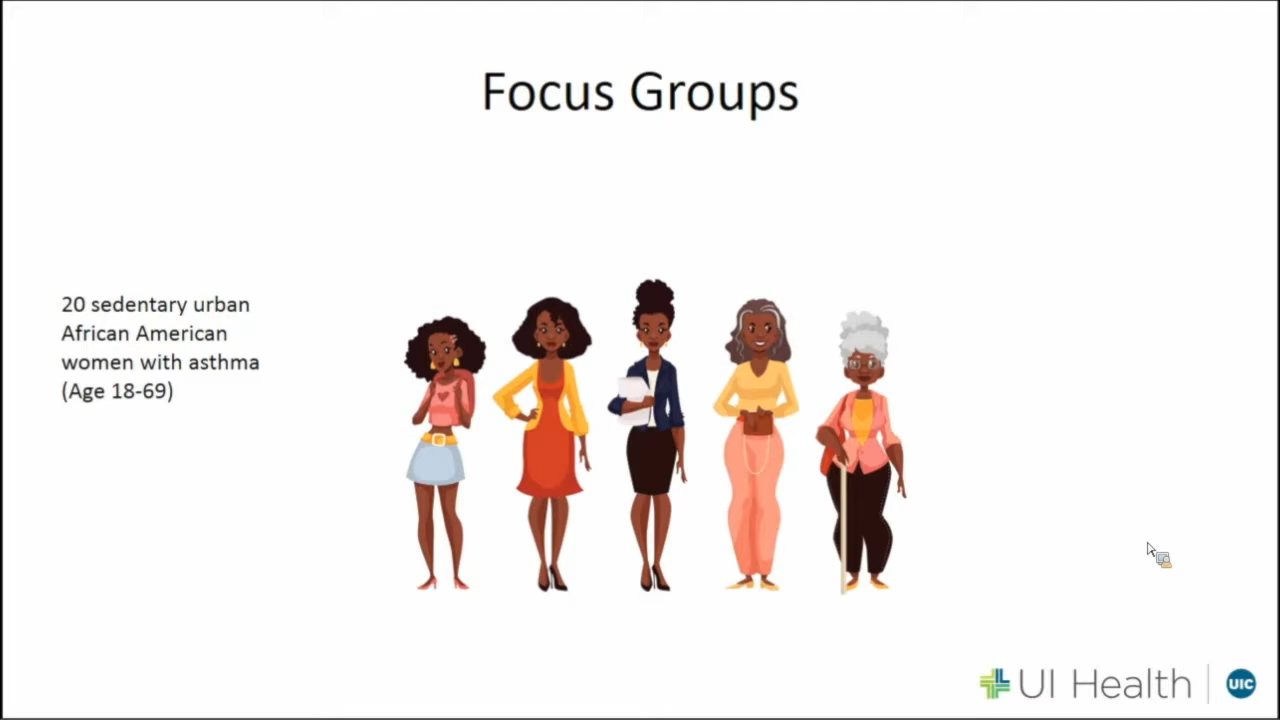 Focus Groups
20 sedentary urban
African American
women with asthma
(Age 18-69)
UI Health
UIC